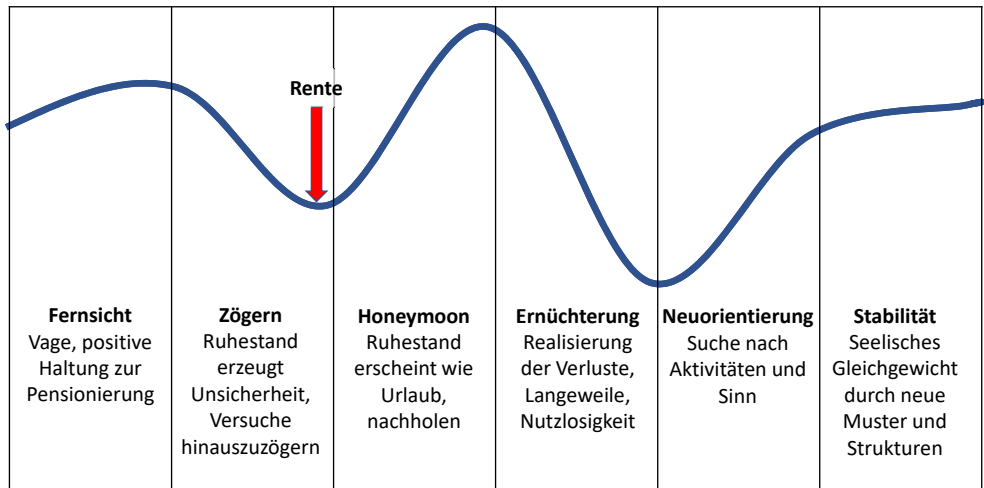 Rente
Fernsicht
Vage, positive
Haltung zur
Pensionierung
Zögern
Ruhestand
erzeugt
Unsicherheit,
Versuche
hinauszuzögern
Honeymoon
Ruhestand
erscheint wie
Urlaub,
nachholen
Ernüchterung
Realisierung
der Verluste,
Langeweile,
Nutzlosigkeit
Neuorientierung
Suche nach
Aktivitäten und
Sinn
Stabilität
Seelisches
Gleichgewicht
durch neue
Muster und
Strukturen